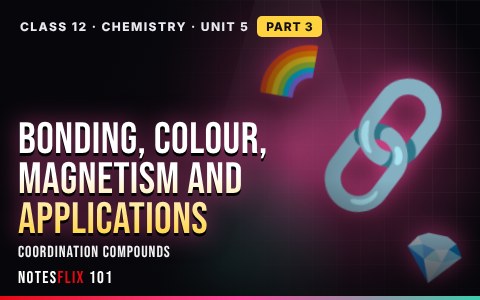 CLASS 12 · CHEMISTRY · UNIT 5 PART 3
BONDING, COLOUR,
MAGNETISM AND
APPLICATIONS
COORDINATION COMPOUNDS
NOTESFLIX 101